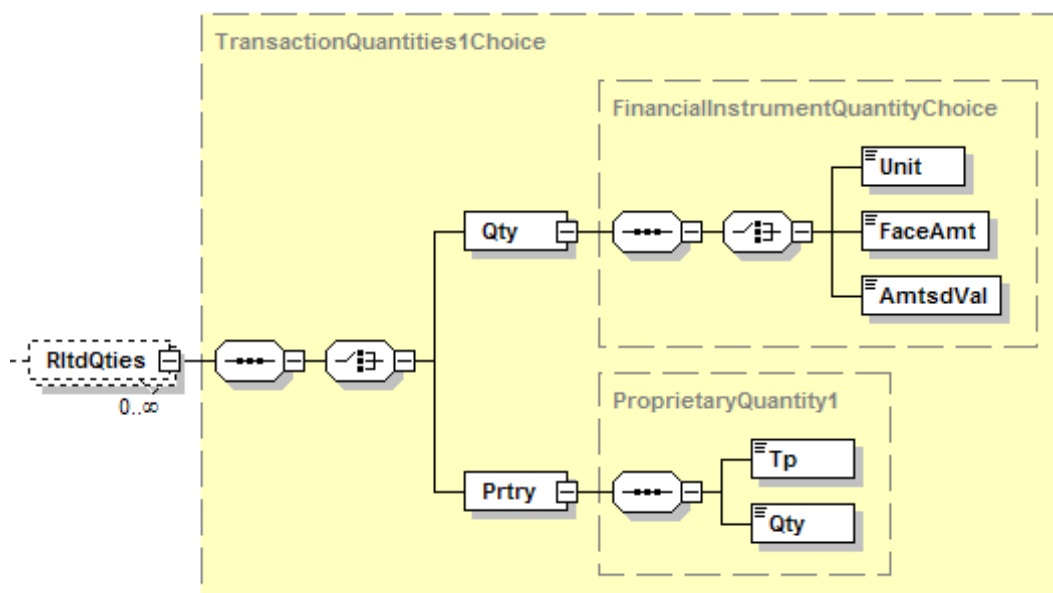 TransactionQuantities1Choice
FinancialInstrumentQuantityChoice
Unit
Qty
FaceAmt
AmtsdVal
RltdQties
0..∞
ProprietaryQuantity1
Tp
Prtry
Qty